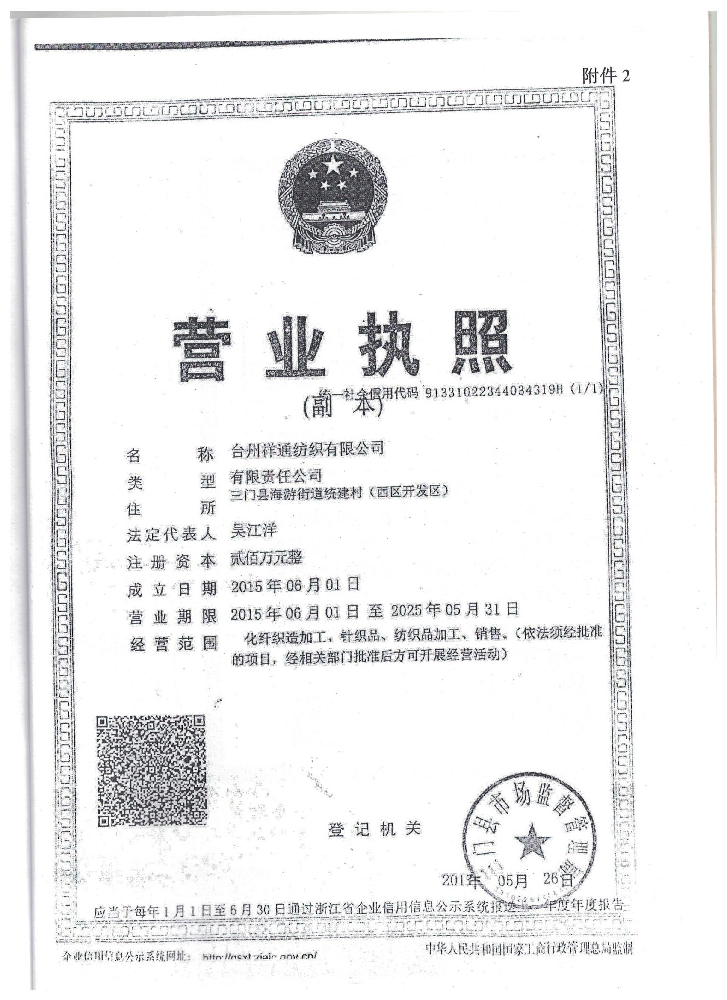 附件 2
营业执照
统一社会信用代码 91331022344034319H (1/1)
(副 本)
名 称 台州祥通纺织有限公司
类 型 有限责任公司
住 所 三门县海游街道统建村（西区开发区）
法定代表人 吴江洋
注册资本 贰佰万元整
成立日期 2015年06月01日
营业期限 2015年06月01日 至 2025年05月31日
经营范围 化纤织造加工、针织品、纺织品加工、销售。（依法须经批准
的项目，经相关部门批准后方可开展经营活动）
三门县市场监督管理局
登记机关
2017年 05月 26日
应当于每年1月1日至6月30日通过浙江省企业信用信息公示系统报送上一年度年度报告
企业信用信息公示系统网址： http://gsxt.zjaic.gov.cn/
中华人民共和国国家工商行政管理总局监制